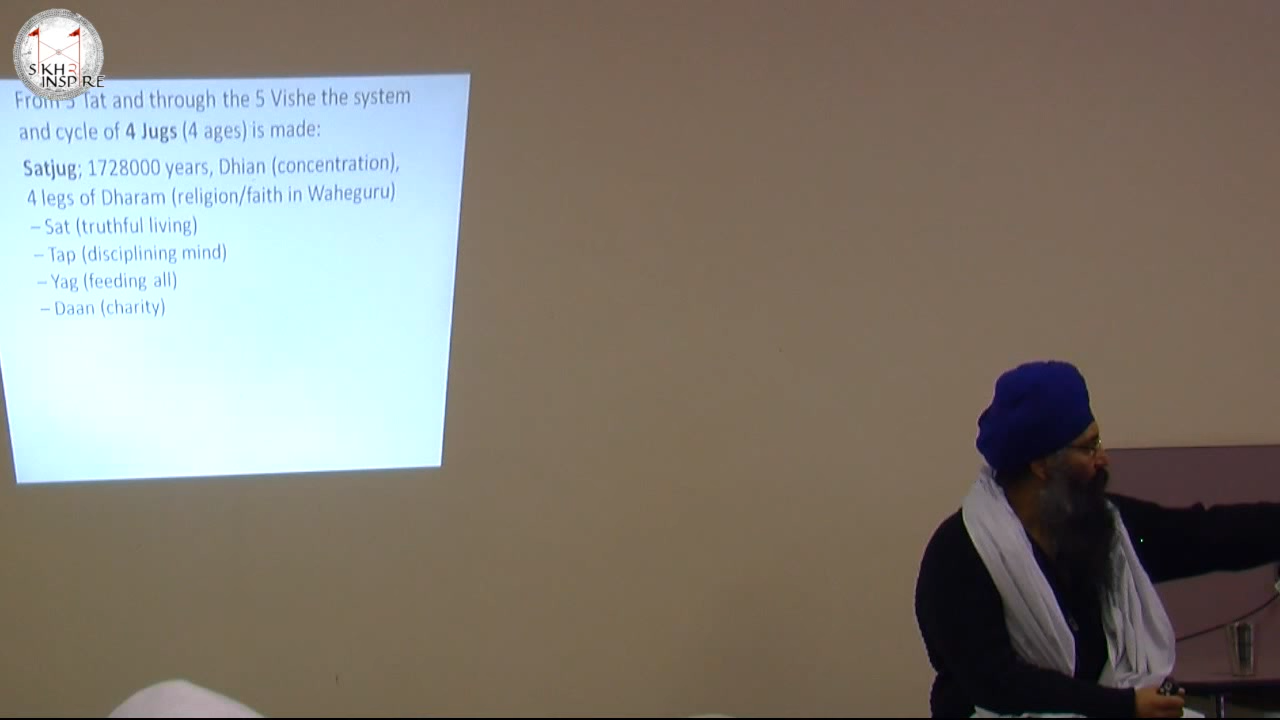 SIKH2
INSPIRE
From 5 Tat and through the 5 Vishe the system
and cycle of 4 Jugs (4 ages) is made:
Satjug; 1728000 years, Dhian (concentration),
4 legs of Dharam (religion/faith in Waheguru)
– Sat (truthful living)
– Tap (disciplining mind)
– Yag (feeding all)
– Daan (charity)